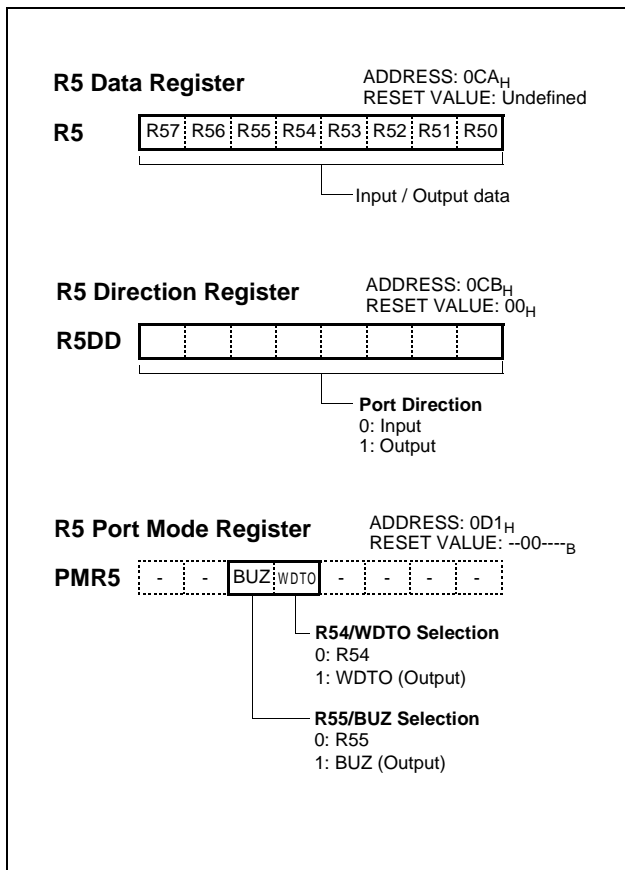 R5 Data Register
ADDRESS: 0CAH
RESET VALUE: Undefined
R5
R57 R56 R55 R54 R53 R52 R51 R50
Input / Output data
R5 Direction Register
ADDRESS: 0CBH
RESET VALUE: 00H
R5DD
Port Direction
0: Input
1: Output
R5 Port Mode Register
ADDRESS: 0D1H
RESET VALUE: --00----B
PMR5
- - BUZ WDTO - - - -
R54/WDTO Selection
0: R54
1: WDTO (Output)
R55/BUZ Selection
0: R55
1: BUZ (Output)